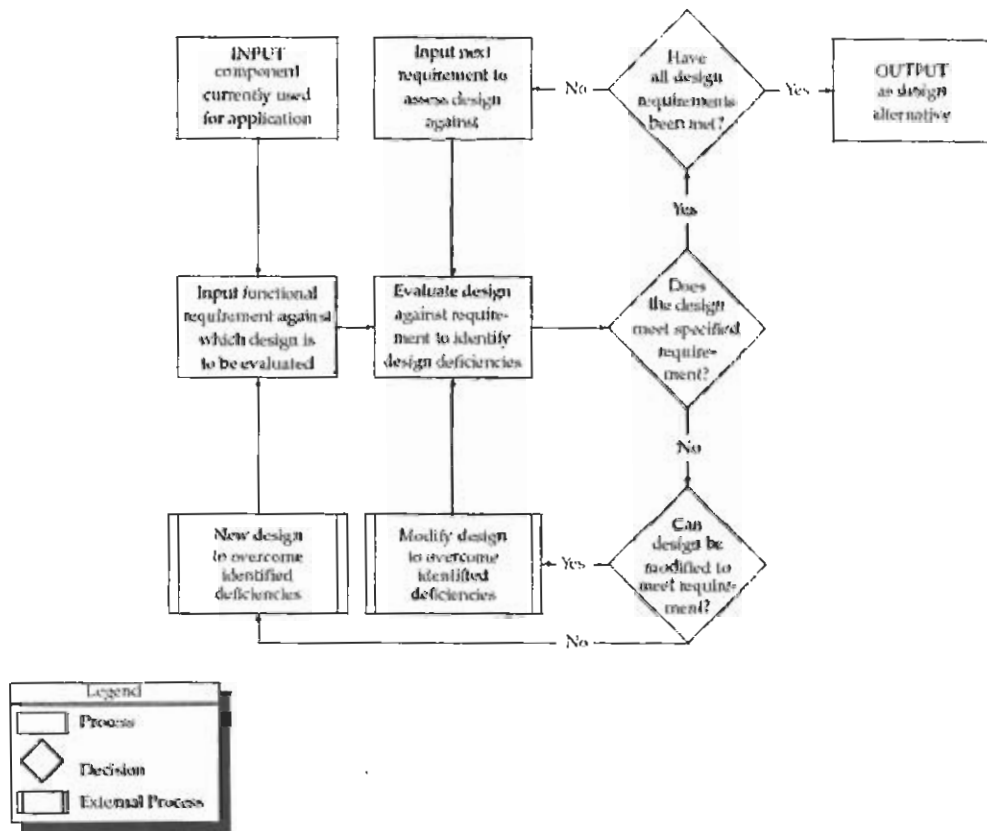 INPUT
component
currently used
for application
Input next
requirement to
assess design
against
No
Have
all design
requirements
been met?
Yes
OUTPUT
as design
alternative
Yes
Input functional
requirement against
which design is
to be evaluated
Evaluate design
against require-
ment to identify
design deficiencies
Does
the design
meet specified
require-
ment?
No
New design
to overcome
identified
deficiencies
Modify design
to overcome
identified
deficiencies
Yes
Can
design be
modified to
meet require-
ment?
No
Legend
Process
Decision
External Process